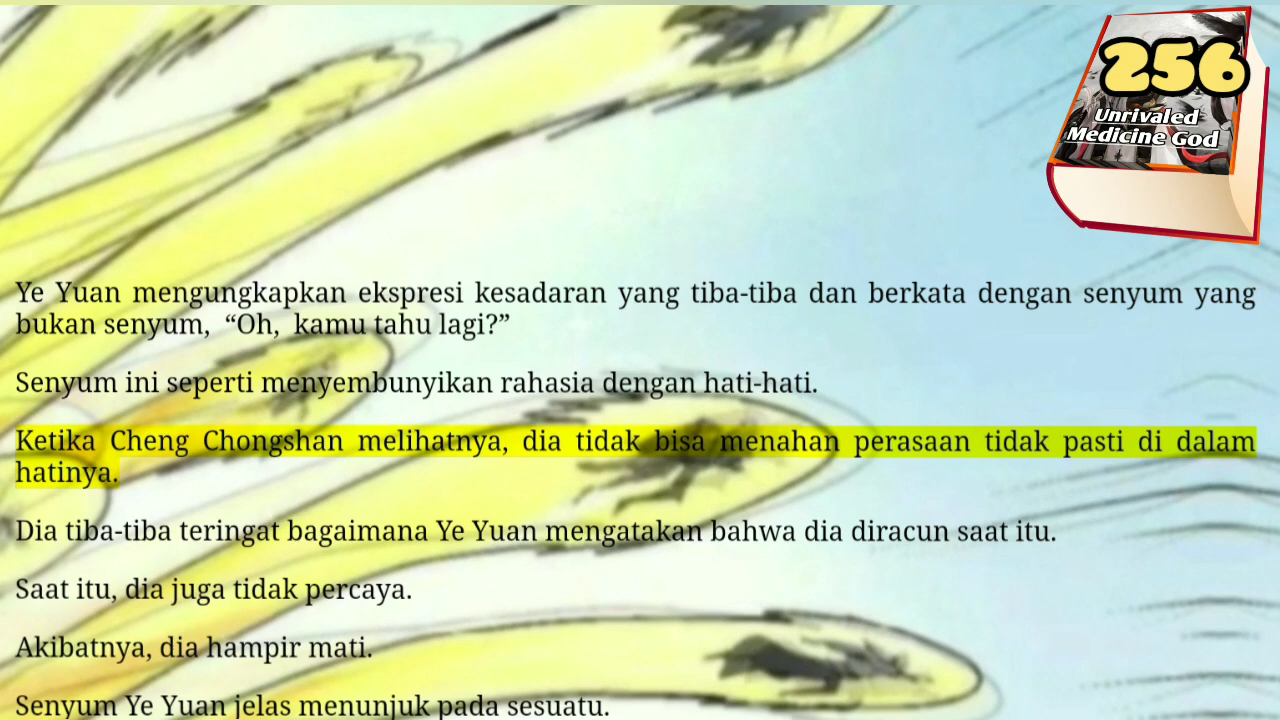 256
Unrivaled
Medicine God
Ye Yuan mengungkapkan ekspresi kesadaran yang tiba-tiba dan berkata dengan senyum yang
bukan senyum, “Oh, kamu tahu lagi?”
Senyum ini seperti menyembunyikan rahasia dengan hati-hati.
Ketika Cheng Chongshan melihatnya, dia tidak bisa menahan perasaan tidak pasti di dalam
hatinya.
Dia tiba-tiba teringat bagaimana Ye Yuan mengatakan bahwa dia diracun saat itu.
Saat itu, dia juga tidak percaya.
Akibatnya, dia hampir mati.
Senyum Ye Yuan jelas menunjuk pada sesuatu.